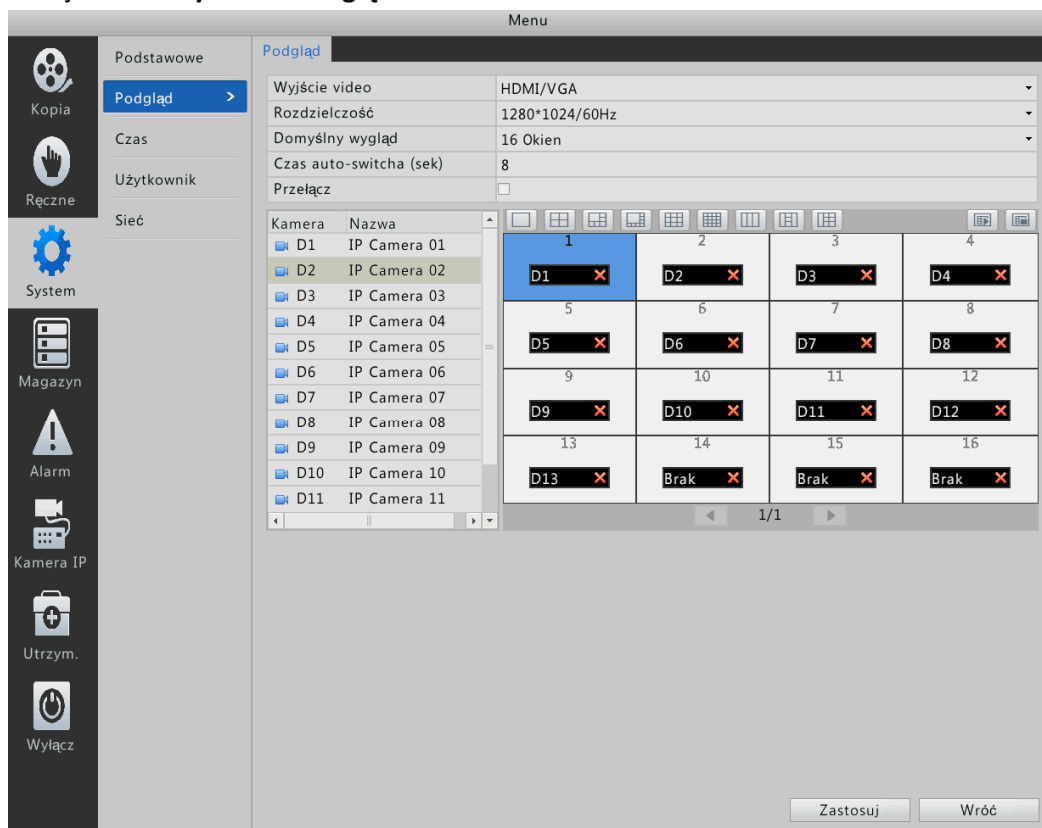 Menu
Kopia
Ręczne
System
Magazyn
Alarm
Kamera IP
Utrzym.
Wyłącz
Podstawowe
Podgląd >
Czas
Użytkownik
Sieć
Podgląd
Wyjście video HDMI/VGA
Rozdzielczość 1280*1024/60Hz
Domyślny wygląd 16 Okien
Czas auto-switcha (sek) 8
Przełącz
Kamera Nazwa
D1 IP Camera 01
D2 IP Camera 02
D3 IP Camera 03
D4 IP Camera 04
D5 IP Camera 05
D6 IP Camera 06
D7 IP Camera 07
D8 IP Camera 08
D9 IP Camera 09
D10 IP Camera 10
D11 IP Camera 11
1 2 3 4
D1 D2 D3 D4
5 6 7 8
D5 D6 D7 D8
9 10 11 12
D9 D10 D11 D12
13 14 15 16
D13 Brak Brak Brak
1/1
Zastosuj Wróć